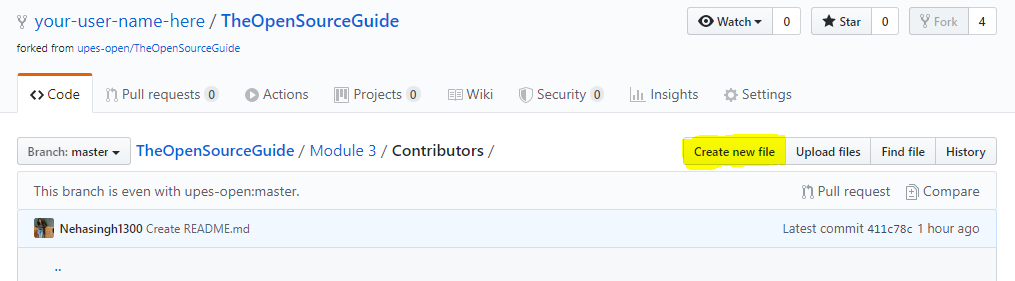 your-user-name-here / TheOpenSourceGuide Watch 0 Star 0 Fork 4
forked from upes-open/TheOpenSourceGuide
Code Pull requests 0 Actions Projects 0 Wiki Security 0 Insights Settings
Branch: master TheOpenSourceGuide / Module 3 / Contributors / Create new file Upload files Find file History
This branch is even with upes-open:master. Pull request Compare
Nehasingh1300 Create README.md Latest commit 411c78c 1 hour ago
..